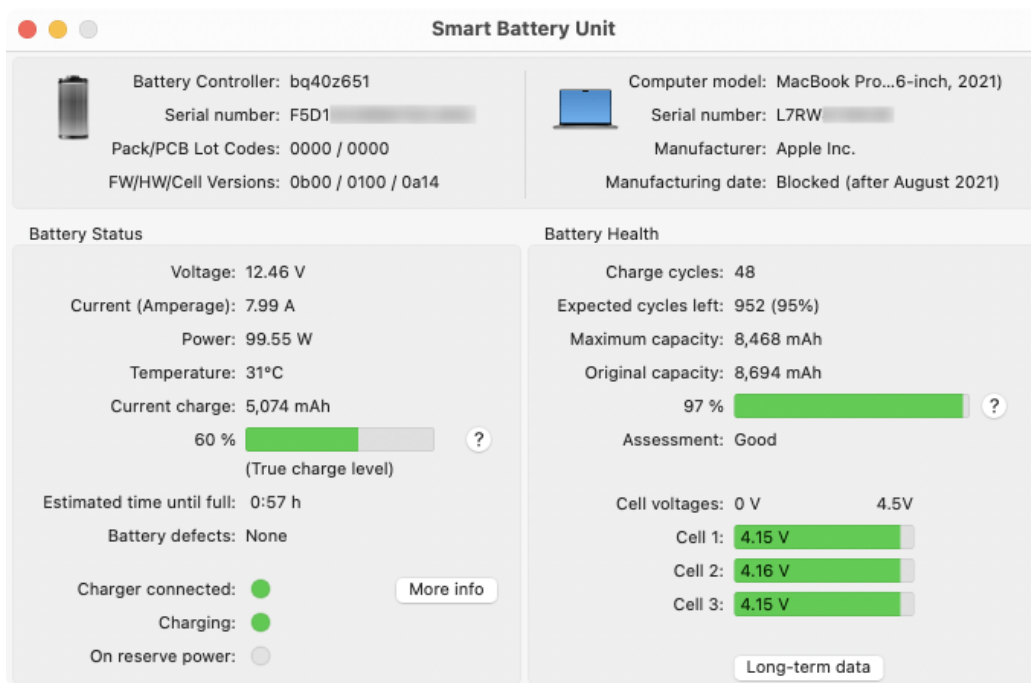 Smart Battery Unit
Battery Controller: bq40z651
Serial number: F5D1
Pack/PCB Lot Codes: 0000 / 0000
FW/HW/Cell Versions: 0b00 / 0100 / 0a14
Computer model: MacBook Pro...6-inch, 2021)
Serial number: L7RW
Manufacturer: Apple Inc.
Manufacturing date: Blocked (after August 2021)
Battery Status
Voltage: 12.46 V
Current (Amperage): 7.99 A
Power: 99.55 W
Temperature: 31°C
Current charge: 5,074 mAh
60 % ?
(True charge level)
Estimated time until full: 0:57 h
Battery defects: None
Charger connected: More info
Charging:
On reserve power:
Battery Health
Charge cycles: 48
Expected cycles left: 952 (95%)
Maximum capacity: 8,468 mAh
Original capacity: 8,694 mAh
97 % ?
Assessment: Good
Cell voltages: 0 V 4.5V
Cell 1: 4.15 V
Cell 2: 4.16 V
Cell 3: 4.15 V
Long-term data